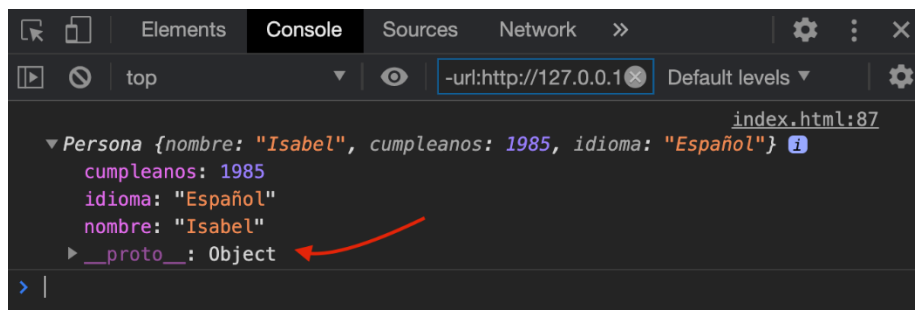 Elements Console Sources Network »
top ▼ -url:http://127.0.0.1 Default levels ▼
index.html:87
▼Persona {nombre: "Isabel", cumpleanos: 1985, idioma: "Español"} i
cumpleanos: 1985
idioma: "Español"
nombre: "Isabel"
▶__proto__: Object
>